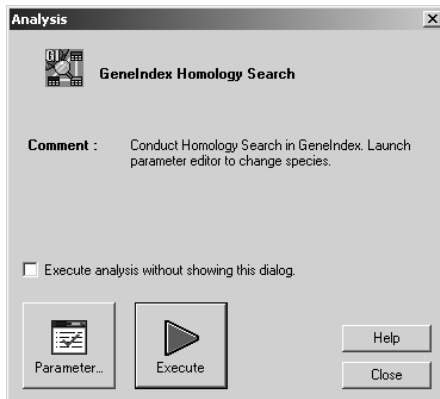 Analysis
GI
GeneIndex Homology Search
Comment :
Conduct Homology Search in GeneIndex. Launch
parameter editor to change species.
Execute analysis without showing this dialog.
Parameter...
Execute
Help
Close